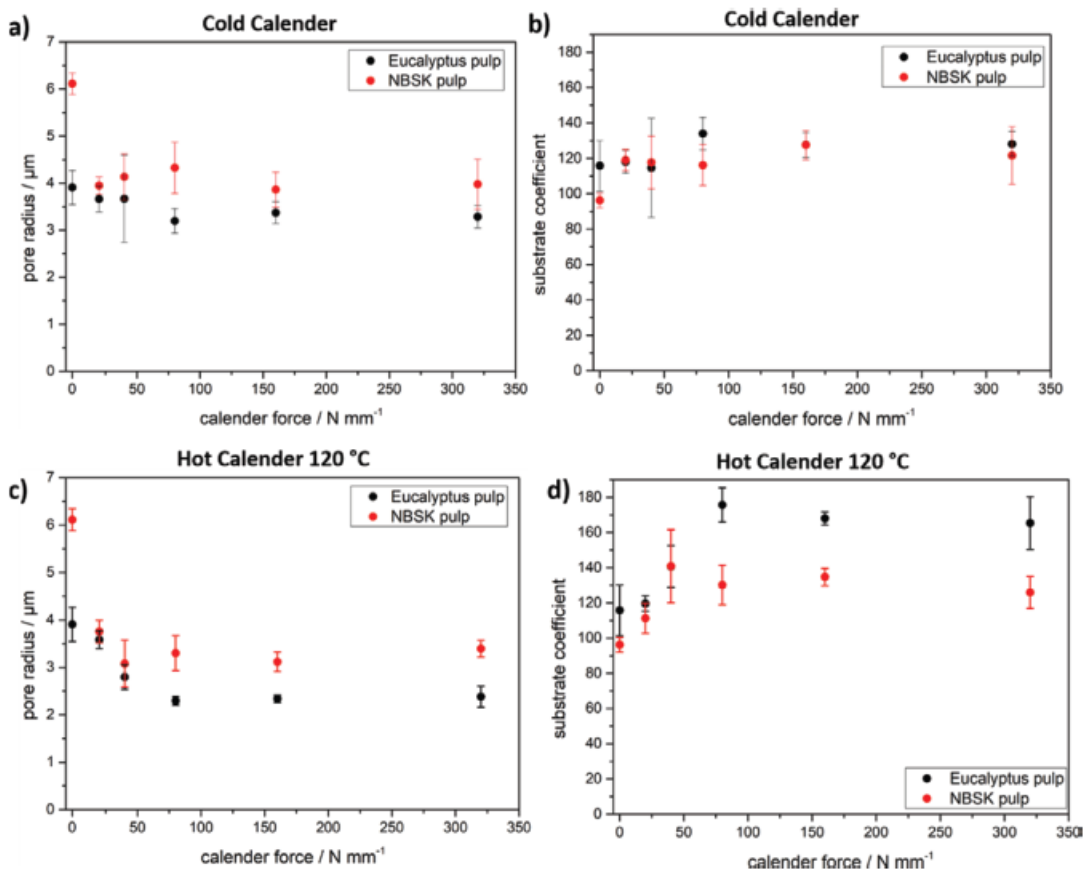 a)
Cold Calender
7
6
5
4
3
2
1
0
pore radius / μm
Eucalyptus pulp
NBSK pulp
0 50 100 150 200 250 300 350
calender force / N mm⁻¹
b)
Cold Calender
180
160
140
120
100
80
60
40
20
0
substrate coefficient
Eucalyptus pulp
NBSK pulp
0 50 100 150 200 250 300 350
calender force / N mm⁻¹
c)
Hot Calender 120 °C
7
6
5
4
3
2
1
0
pore radius / μm
Eucalyptus pulp
NBSK pulp
0 50 100 150 200 250 300 350
calender force / N mm⁻¹
d)
Hot Calender 120 °C
180
160
140
120
100
80
60
40
20
0
substrate coefficient
Eucalyptus pulp
NBSK pulp
0 50 100 150 200 250 300 350
calender force / N mm⁻¹